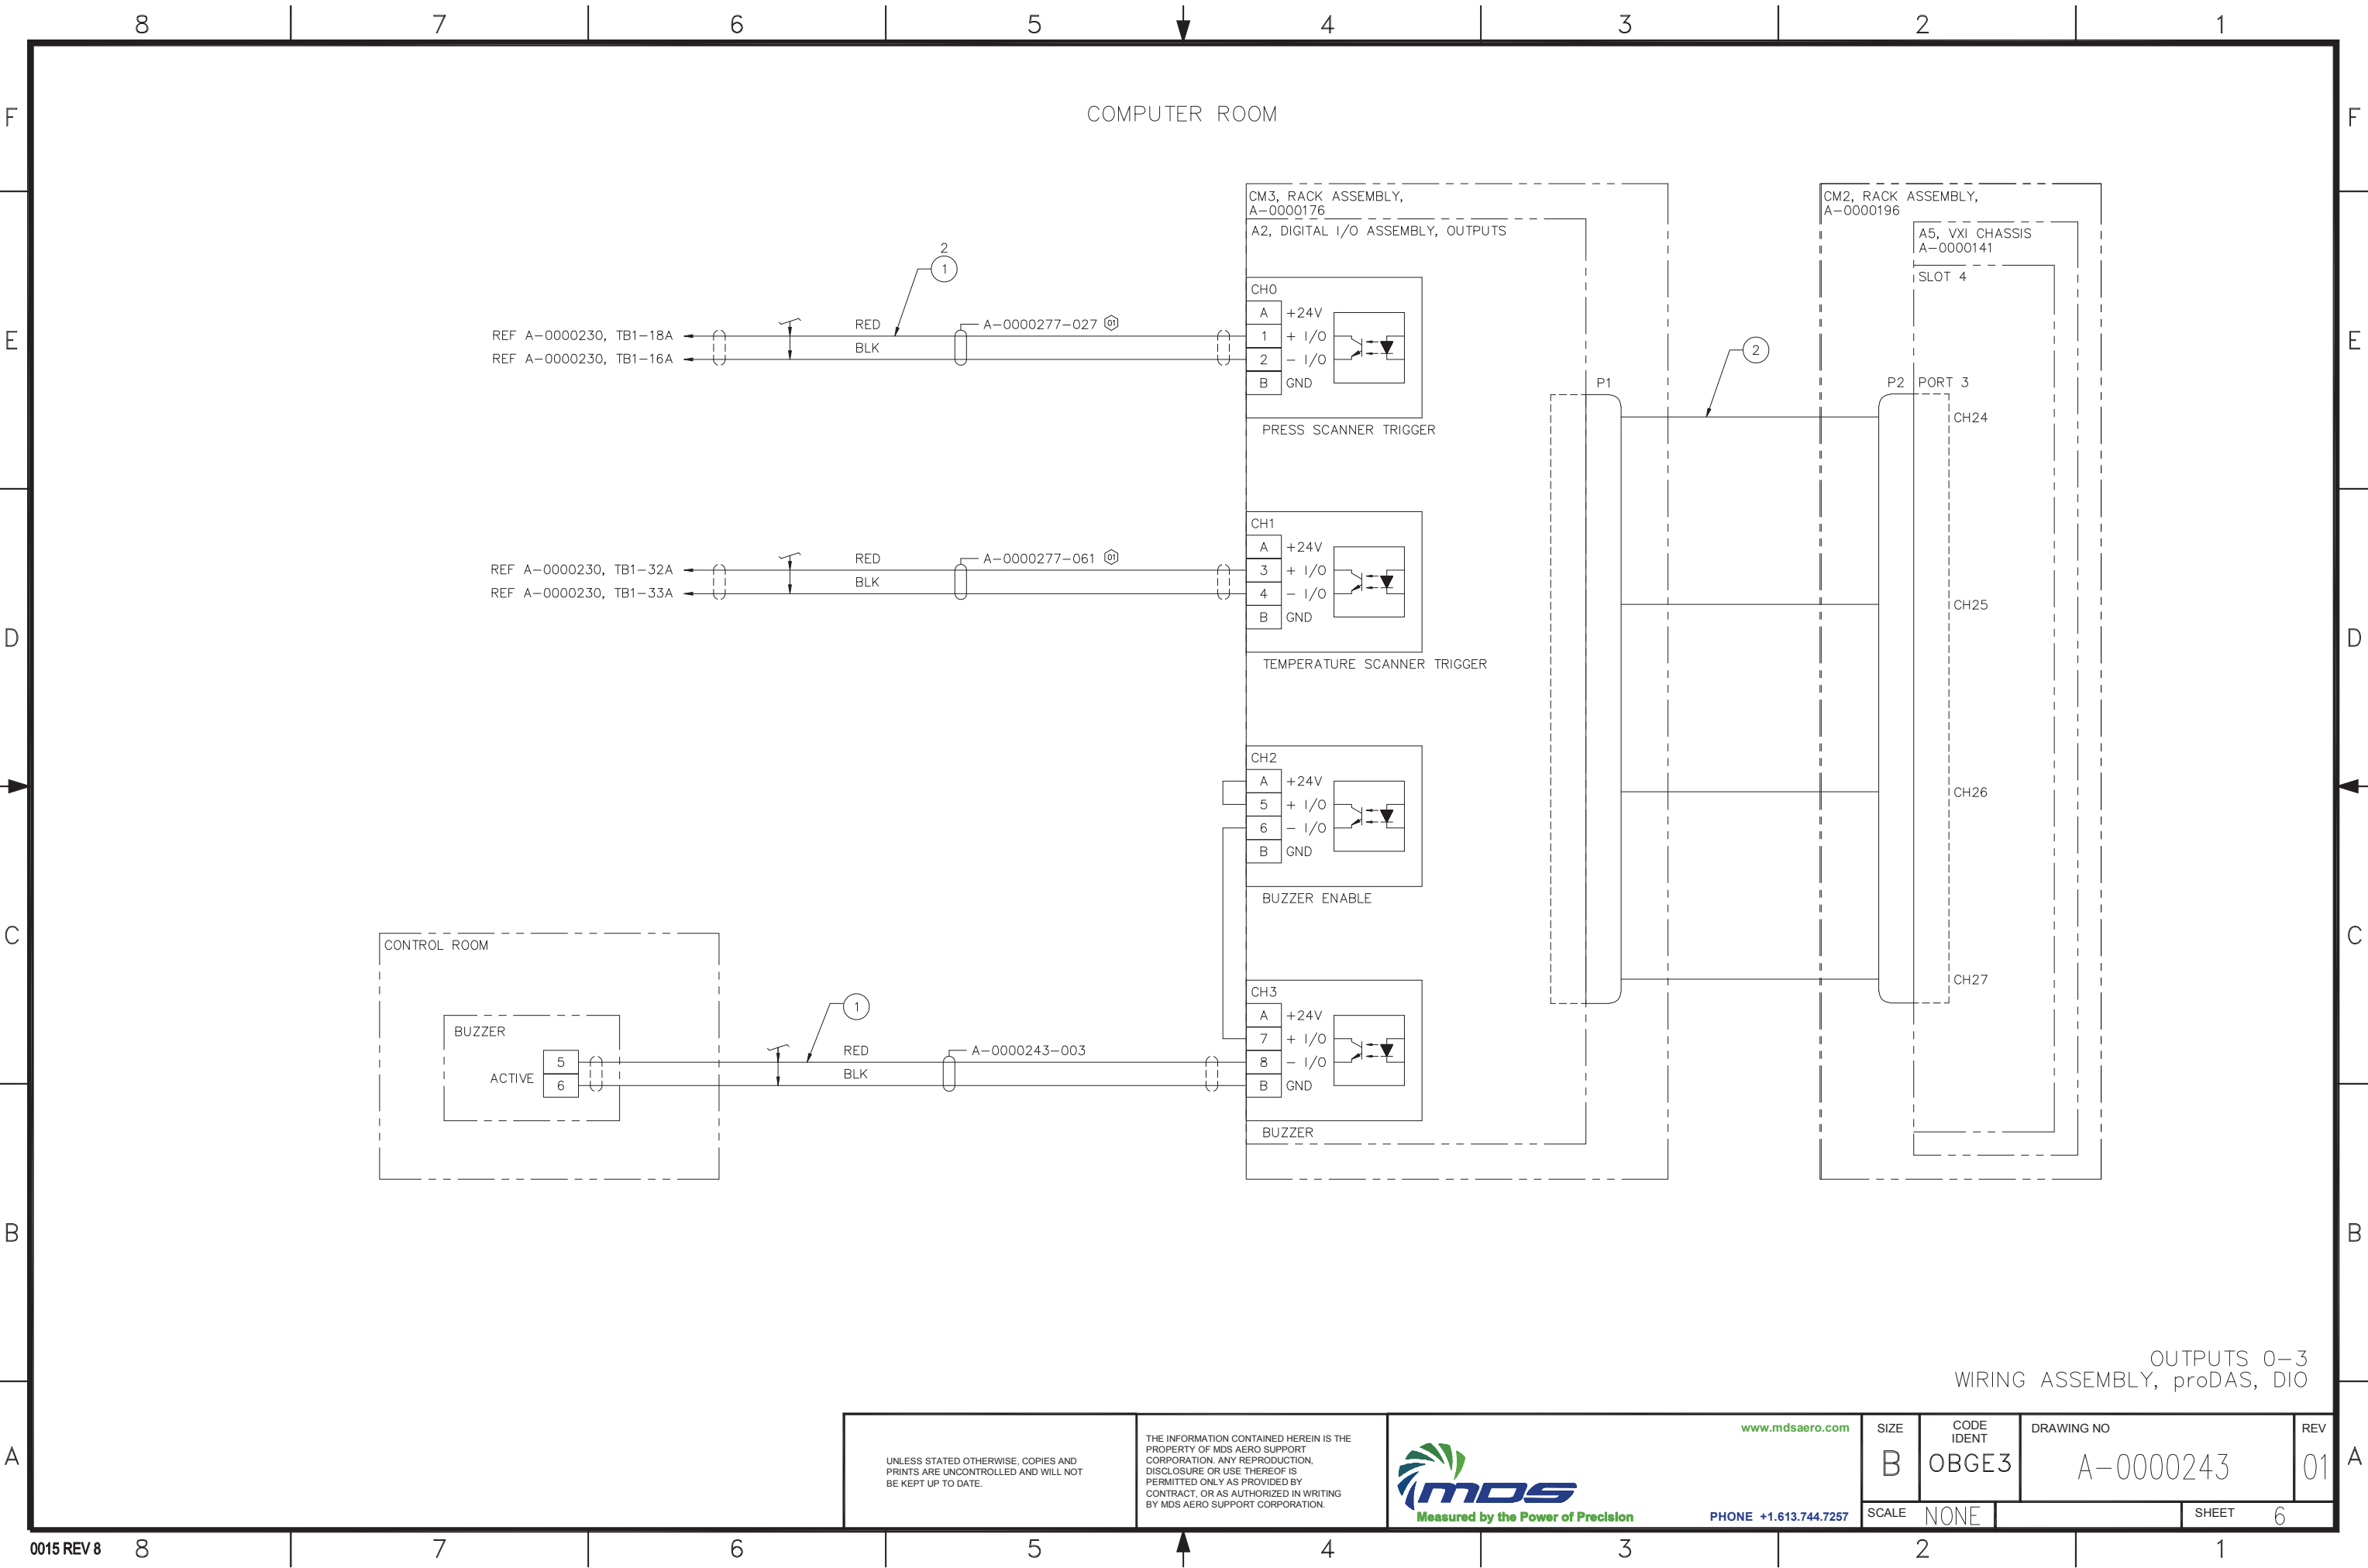 8 7 6 5 4 3 2 1
F F
COMPUTER ROOM
CM3, RACK ASSEMBLY,
A-0000176
A2, DIGITAL I/O ASSEMBLY, OUTPUTS
CM2, RACK ASSEMBLY,
A-0000196
A5, VXI CHASSIS
A-0000141
SLOT 4
2
1
CH0
A +24V
1 + I/O
2 - I/O
B GND
PRESS SCANNER TRIGGER
E E
REF A-0000230, TB1-18A
REF A-0000230, TB1-16A
RED
BLK
A-0000277-027 01
2
P1
P2
PORT 3
CH24
CH1
A +24V
3 + I/O
4 - I/O
B GND
TEMPERATURE SCANNER TRIGGER
REF A-0000230, TB1-32A
REF A-0000230, TB1-33A
RED
BLK
A-0000277-061 01
CH25
D D
CH2
A +24V
5 + I/O
6 - I/O
B GND
BUZZER ENABLE
CH26
C C
CONTROL ROOM
BUZZER
ACTIVE
5
6
1
RED
BLK
A-0000243-003
CH3
A +24V
7 + I/O
8 - I/O
B GND
BUZZER
CH27
B B
OUTPUTS 0-3
WIRING ASSEMBLY, proDAS, DIO
A A
UNLESS STATED OTHERWISE, COPIES AND
PRINTS ARE UNCONTROLLED AND WILL NOT
BE KEPT UP TO DATE.
THE INFORMATION CONTAINED HEREIN IS THE
PROPERTY OF MDS AERO SUPPORT
CORPORATION. ANY REPRODUCTION,
DISCLOSURE OR USE THEREOF IS
PERMITTED ONLY AS PROVIDED BY
CONTRACT, OR AS AUTHORIZED IN WRITING
BY MDS AERO SUPPORT CORPORATION.
www.mdsaero.com
mDS
Measured by the Power of Precision
PHONE +1.613.744.7257
SIZE
B
CODE
IDENT
OBGE3
DRAWING NO
A-0000243
REV
01
SCALE NONE
SHEET 6
0015 REV 8
8 7 6 5 4 3 2 1